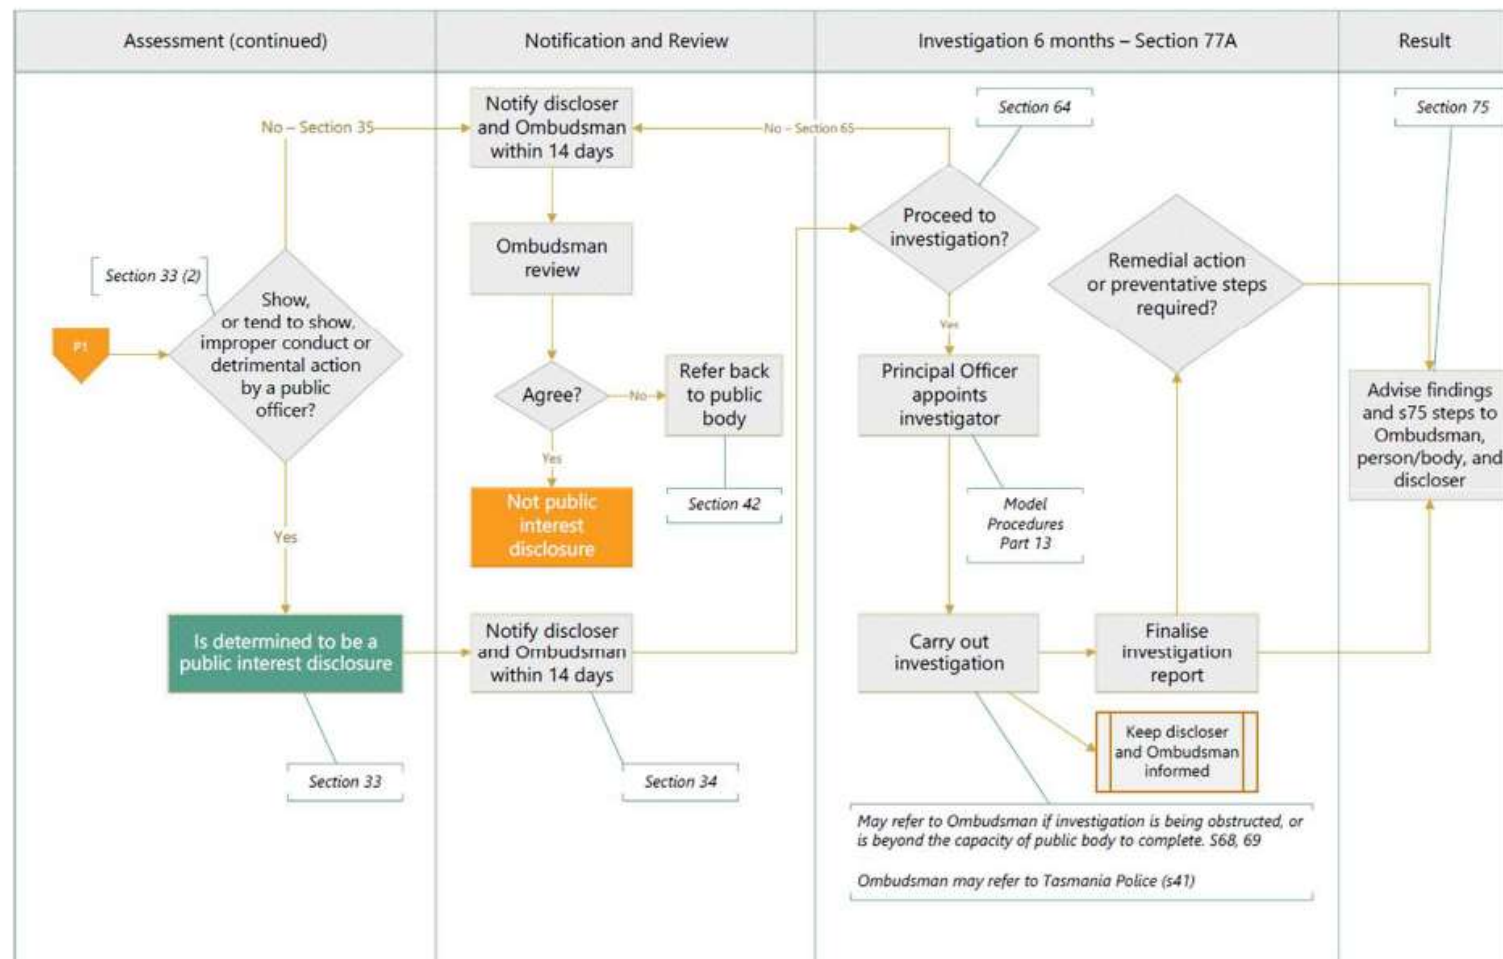 Assessment (continued)
Notification and Review
Investigation 6 months – Section 77A
Result
No – Section 35
Section 33 (2)
P1
Show,
or tend to show,
improper conduct or
detrimental action
by a public
officer?
Yes
Is determined to be a
public interest disclosure
Section 33
Notify discloser
and Ombudsman
within 14 days
Ombudsman
review
Agree?
No
Refer back
to public
body
Section 42
Yes
Not public
interest
disclosure
Notify discloser
and Ombudsman
within 14 days
Section 34
No – Section 65
Section 64
Proceed to
investigation?
Yes
Principal Officer
appoints
investigator
Model
Procedures
Part 13
Carry out
investigation
Finalise
investigation
report
Keep discloser
and Ombudsman
informed
May refer to Ombudsman if investigation is being obstructed, or
is beyond the capacity of public body to complete. S68, 69
Ombudsman may refer to Tasmania Police (s41)
Remedial action
or preventative steps
required?
Section 75
Advise findings
and s75 steps to
Ombudsman,
person/body, and
discloser